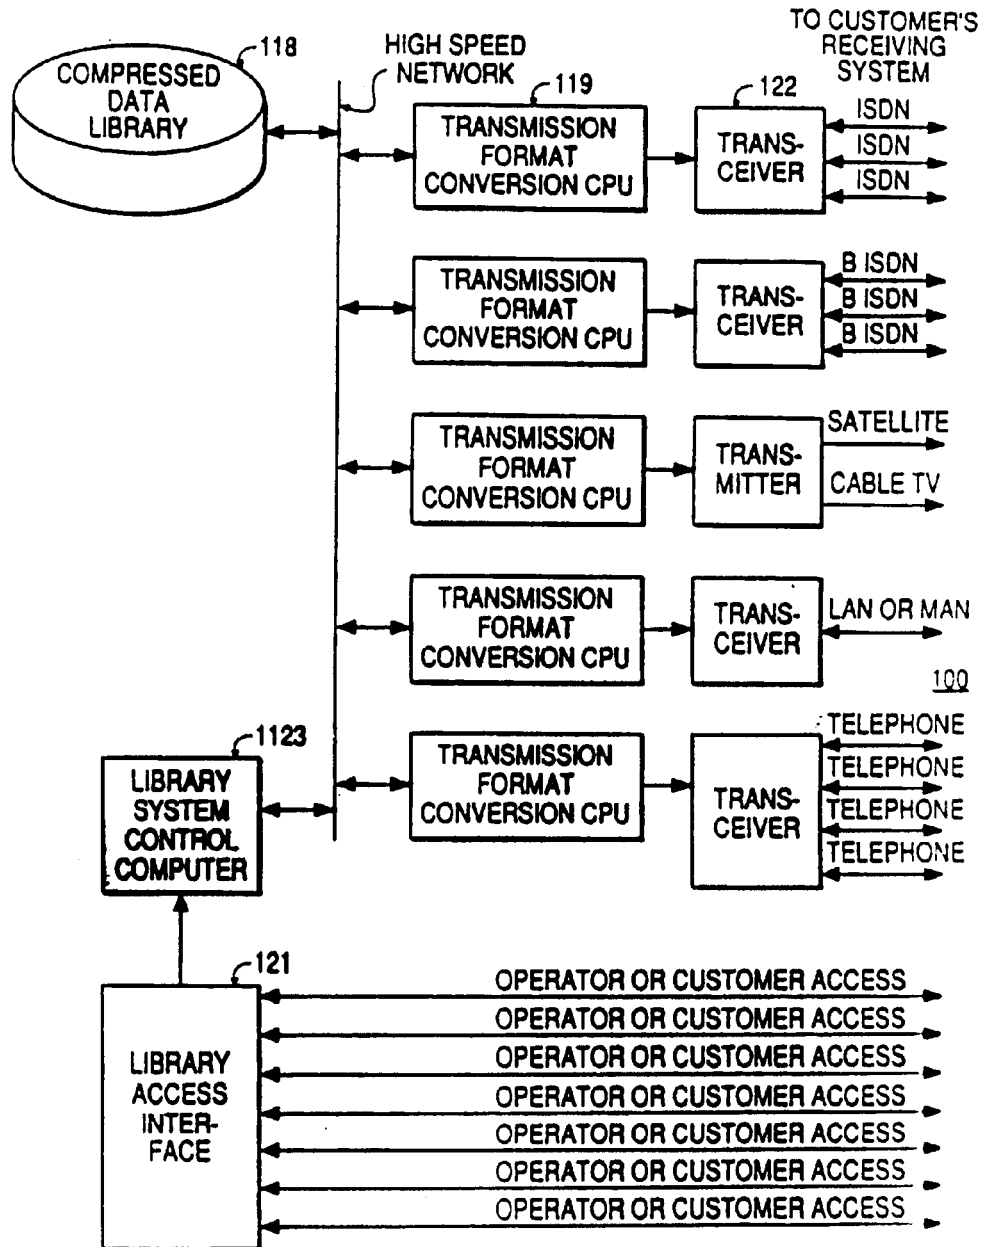 COMPRESSED
DATA
LIBRARY
118
HIGH SPEED
NETWORK
TO CUSTOMER'S
RECEIVING
SYSTEM
119
TRANSMISSION
FORMAT
CONVERSION CPU
122
TRANS-
CEIVER
ISDN
ISDN
ISDN
TRANSMISSION
FORMAT
CONVERSION CPU
TRANS-
CEIVER
B ISDN
B ISDN
B ISDN
TRANSMISSION
FORMAT
CONVERSION CPU
TRANS-
MITTER
SATELLITE
CABLE TV
TRANSMISSION
FORMAT
CONVERSION CPU
TRANS-
CEIVER
LAN OR MAN
100
TRANSMISSION
FORMAT
CONVERSION CPU
TRANS-
CEIVER
TELEPHONE
TELEPHONE
TELEPHONE
TELEPHONE
1123
LIBRARY
SYSTEM
CONTROL
COMPUTER
121
LIBRARY
ACCESS
INTER-
FACE
OPERATOR OR CUSTOMER ACCESS
OPERATOR OR CUSTOMER ACCESS
OPERATOR OR CUSTOMER ACCESS
OPERATOR OR CUSTOMER ACCESS
OPERATOR OR CUSTOMER ACCESS
OPERATOR OR CUSTOMER ACCESS
OPERATOR OR CUSTOMER ACCESS